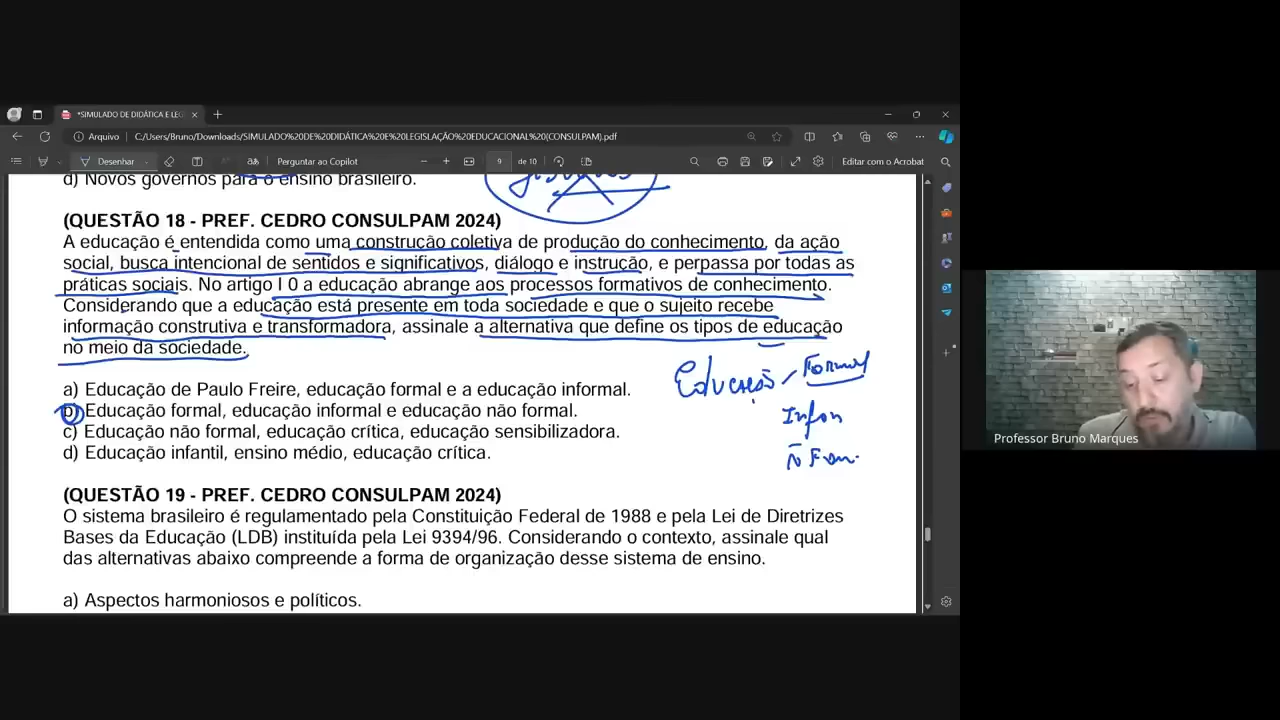 *SIMULADO DE DIDÁTICA E LEG
Arquivo C:/Users/Bruno/Downloads/SIMULADO%20DE%20DIDÁTICA%20E%20LEGISLAÇÃO%20EDUCACIONAL%20(CONSULPAM).pdf
Desenhar Perguntar ao Copilot 9 de 10 Editar com o Acrobat
d) Novos governos para o ensino brasileiro.
(QUESTÃO 18 - PREF. CEDRO CONSULPAM 2024)
A educação é entendida como uma construção coletiva de produção do conhecimento, da ação
social, busca intencional de sentidos e significativos, diálogo e instrução, e perpassa por todas as
práticas sociais. No artigo I 0 a educação abrange aos processos formativos de conhecimento.
Considerando que a educação está presente em toda sociedade e que o sujeito recebe
informação construtiva e transformadora, assinale a alternativa que define os tipos de educação
no meio da sociedade.
Educação Formal
a) Educação de Paulo Freire, educação formal e a educação informal.
b) Educação formal, educação informal e educação não formal.
Infor
c) Educação não formal, educação crítica, educação sensibilizadora.
d) Educação infantil, ensino médio, educação crítica.
Professor Bruno Marques
(QUESTÃO 19 - PREF. CEDRO CONSULPAM 2024)
O sistema brasileiro é regulamentado pela Constituição Federal de 1988 e pela Lei de Diretrizes
Bases da Educação (LDB) instituída pela Lei 9394/96. Considerando o contexto, assinale qual
das alternativas abaixo compreende a forma de organização desse sistema de ensino.
a) Aspectos harmoniosos e políticos.